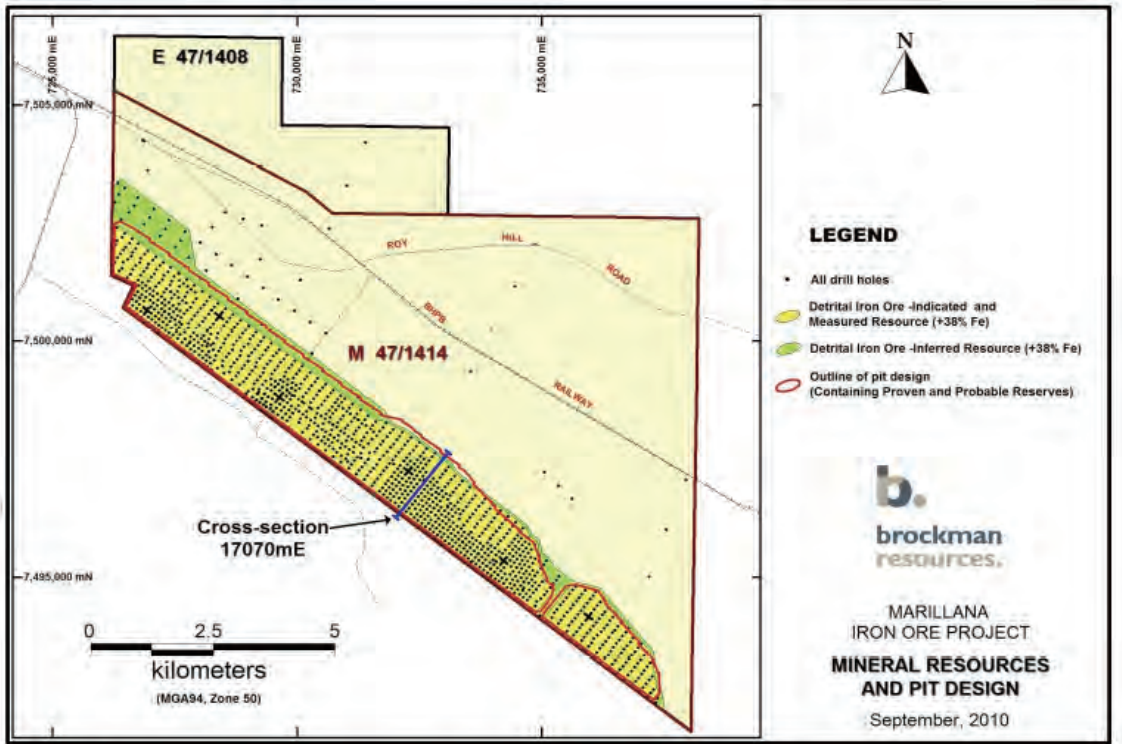 725,000 mE
730,000 mE
735,000 mE
E 47/1408
N
7,505,000 mN
ROY HILL ROAD
LEGEND
All drill holes
Detrital Iron Ore -Indicated and
Measured Resource (+38% Fe)
7,500,000 mN
BHPB RAILWAY
M 47/1414
Detrital Iron Ore -Inferred Resource (+38% Fe)
Outline of pit design
(Containing Proven and Probable Reserves)
b.
brockman
resources.
Cross-section
17070mE
7,495,000 mN
0 2.5 5
kilometers
(MGA94, Zone 50)
MARILLANA
IRON ORE PROJECT
MINERAL RESOURCES
AND PIT DESIGN
September, 2010